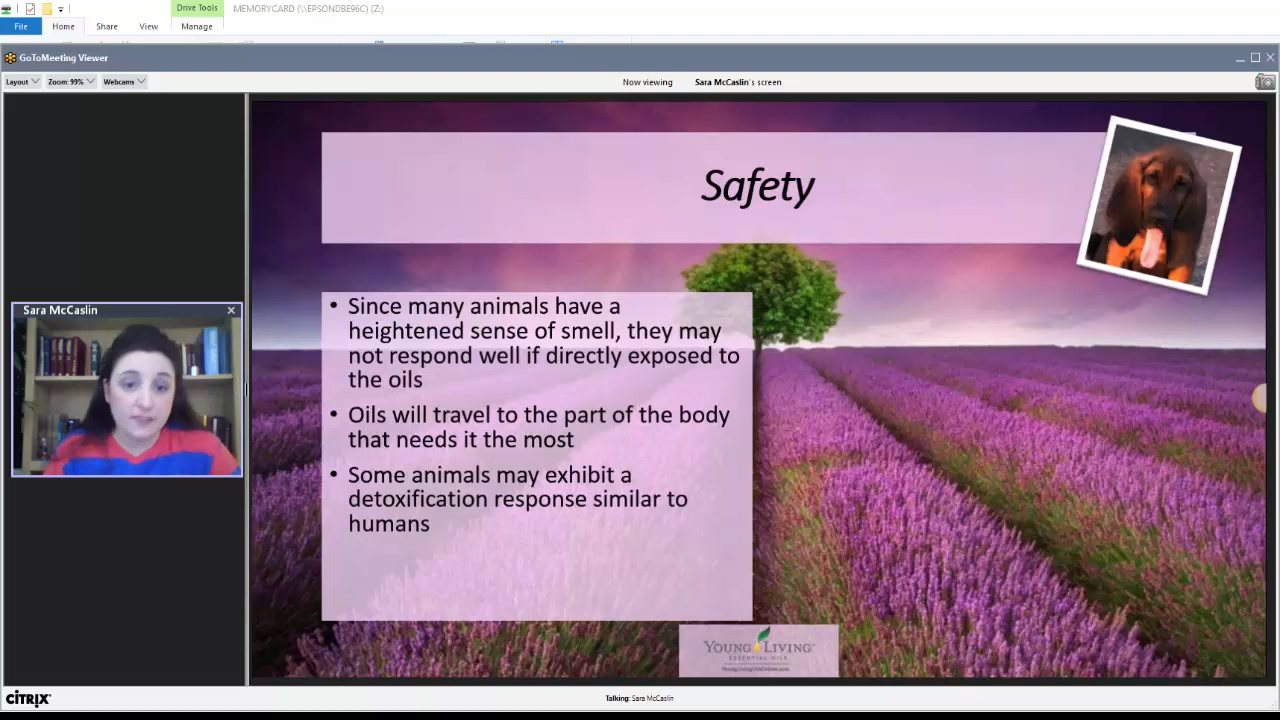 Drive Tools
MEMORYCARD (\\EPSONDBE96C) (Z:)
File
Home
Share
View
Manage
GoToMeeting Viewer
Layout
Zoom: 99%
Webcams
Now viewing
Sara McCaslin's screen
Safety
Sara McCaslin
• Since many animals have a
heightened sense of smell, they may
not respond well if directly exposed to
the oils
• Oils will travel to the part of the body
that needs it the most
• Some animals may exhibit a
detoxification response similar to
humans
YOUNG LIVING
ESSENTIAL OILS
CITRIX
Talking: Sara McCaslin